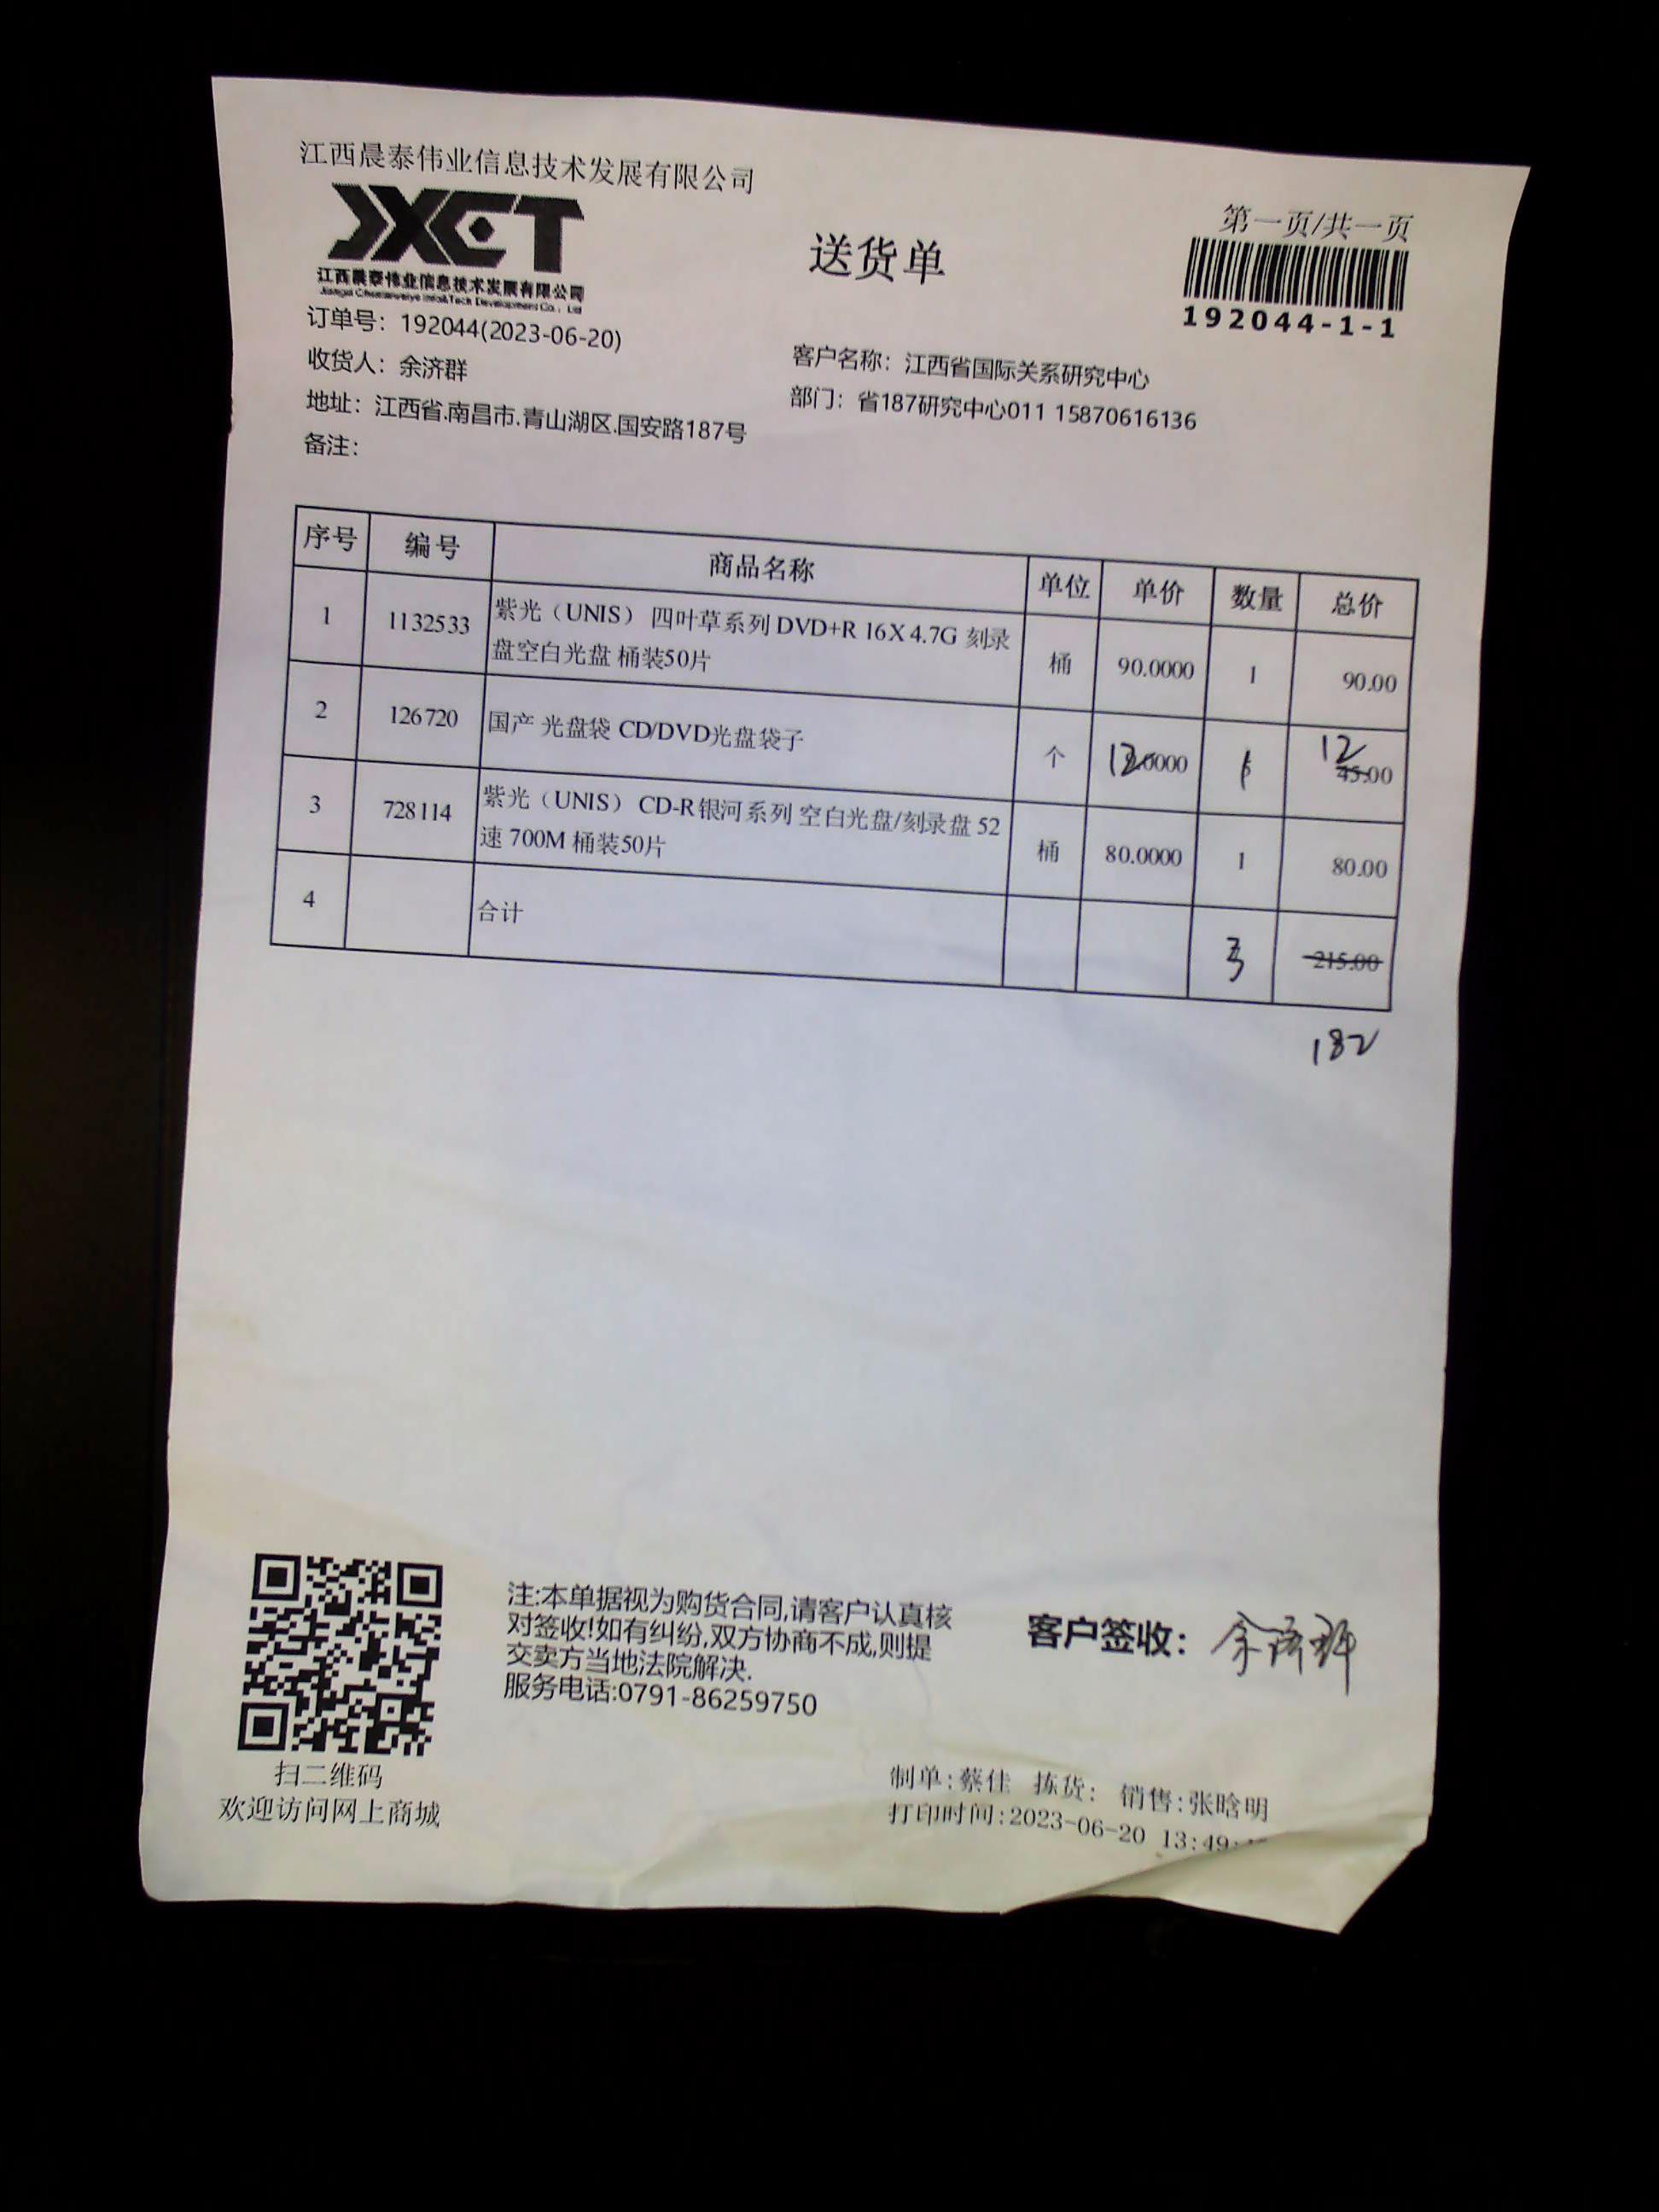 江西晨泰伟业信息技术发展有限公司
JXCT
江西晨泰伟业信息技术发展有限公司
送货单
第一页/共一页
192044-1-1
订单号：192044(2023-06-20)
收货人：余济群
客户名称：江西省国际关系研究中心
地址：江西省.南昌市.青山湖区.国安路187号
部门：省187研究中心011 15870616136
备注：
序号 编号 商品名称 单位 单价 数量 总价
1 1132533 紫光（UNIS） 四叶草系列 DVD+R 16X 4.7G 刻录
盘空白光盘 桶装50片 桶 90.0000 1 90.00
2 126720 国产 光盘袋 CD/DVD光盘袋子 个 12.0000 1 12
45.00
3 728114 紫光（UNIS） CD-R银河系列 空白光盘/刻录盘 52
速 700M 桶装50片 桶 80.0000 1 80.00
4 合计 3 215.00
182
注:本单据视为购货合同,请客户认真核
对签收!如有纠纷,双方协商不成,则提
交卖方当地法院解决.
服务电话:0791-86259750
客户签收：余济群
扫二维码
欢迎访问网上商城
制单:蔡佳 拣货: 销售:张晗明
打印时间:2023-06-20 13:49: